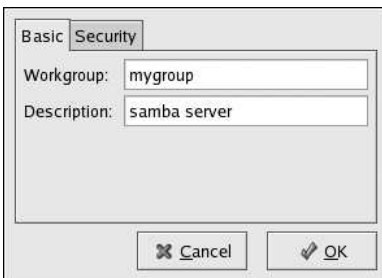 Basic Security
Workgroup: mygroup
Description: samba server
Cancel OK